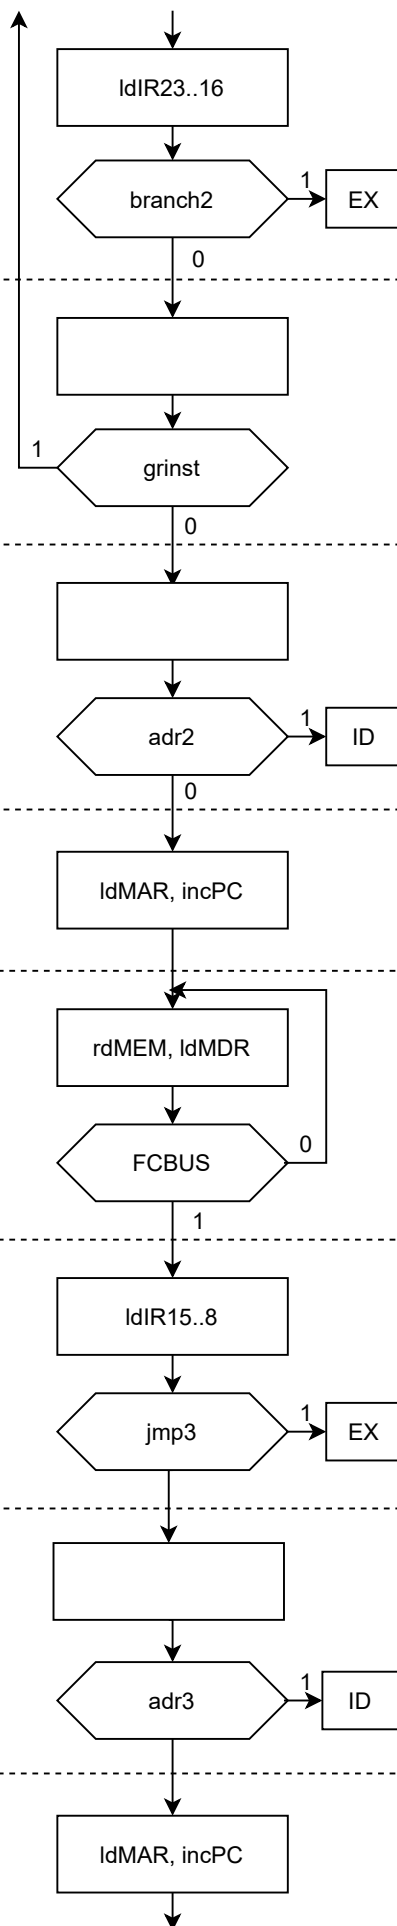 ldIR23..16
branch2
1
EX
0
1
grinst
0
adr2
1
ID
0
ldMAR, incPC
rdMEM, ldMDR
FCBUS
0
1
ldIR15..8
jmp3
1
EX
adr3
1
ID
ldMAR, incPC